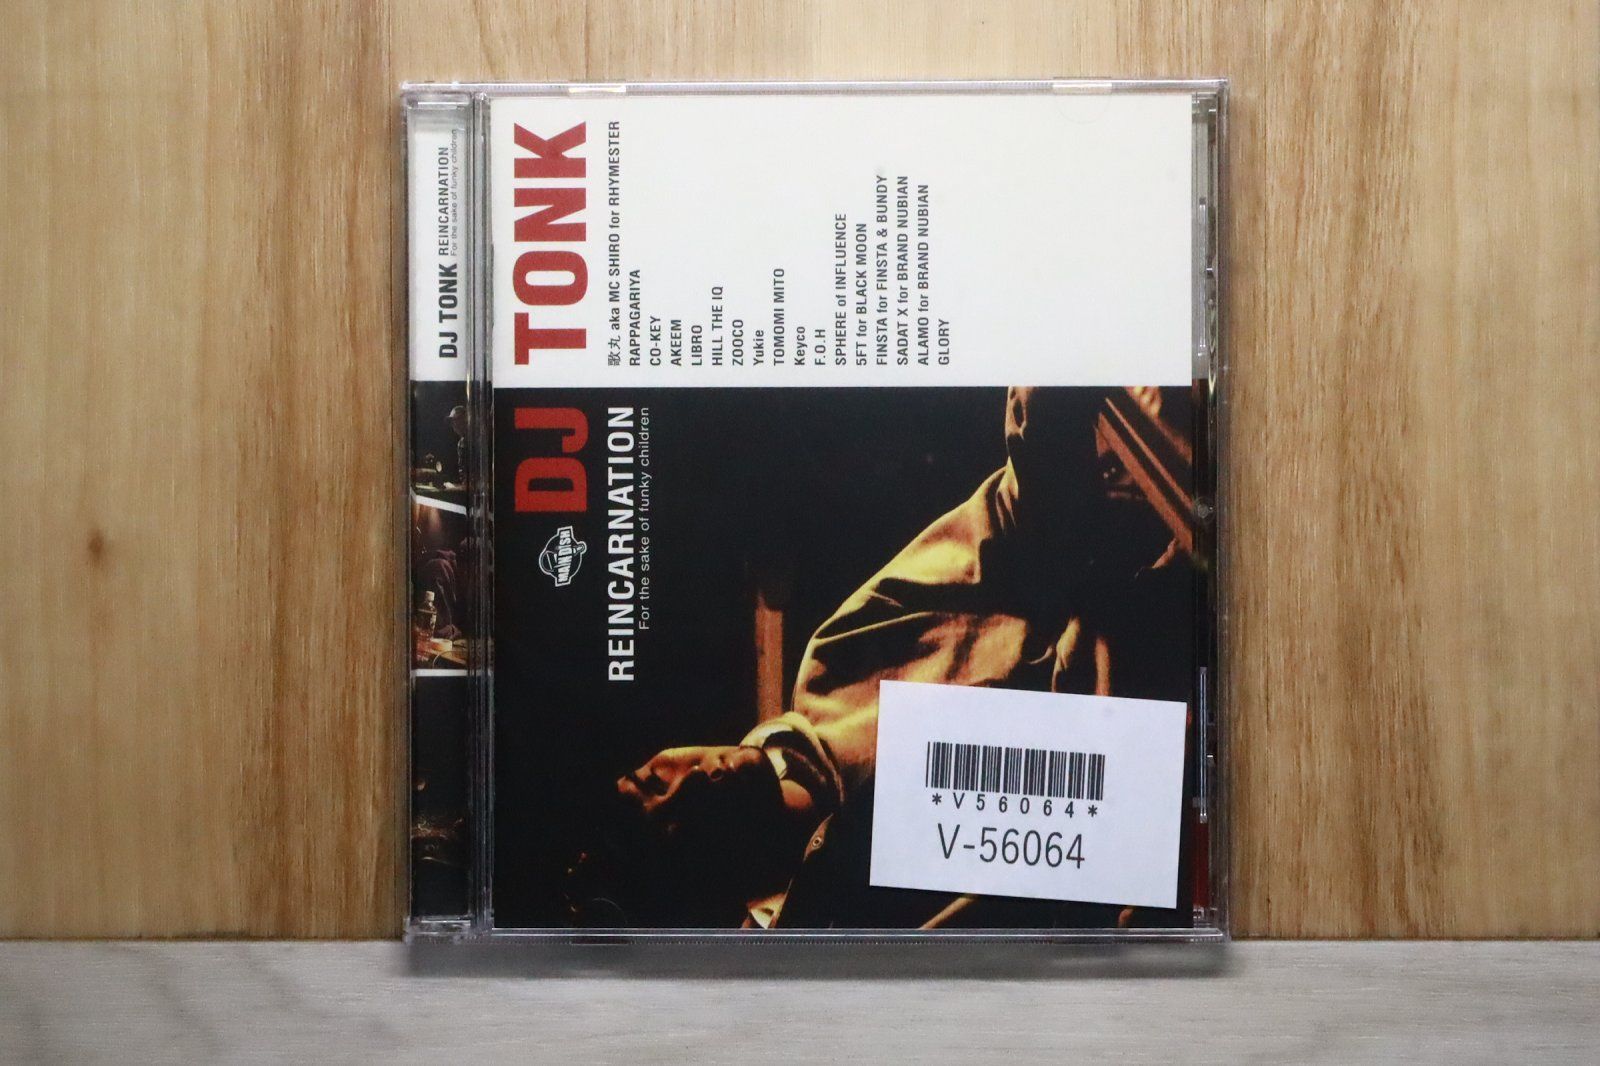 DJ TONK REINCARNATION
For the sake of funky children
DJ TONK
MAIN DISH
REINCARNATION
For the sake of funky children
歌丸 aka MC SHIRO for RHYMESTER
RAPPAGARIYA
CO-KEY
AKEEM
LIBRO
HILL THE IQ
ZOOCO
Yukie
TOMOMI MITO
Keyco
F.O.H
SPHERE of INFLUENCE
5FT for BLACK MOON
FINSTA for FINSTA & BUNDY
SADAT X for BRAND NUBIAN
ALAMO for BRAND NUBIAN
GLORY
*V56064*
V-56064